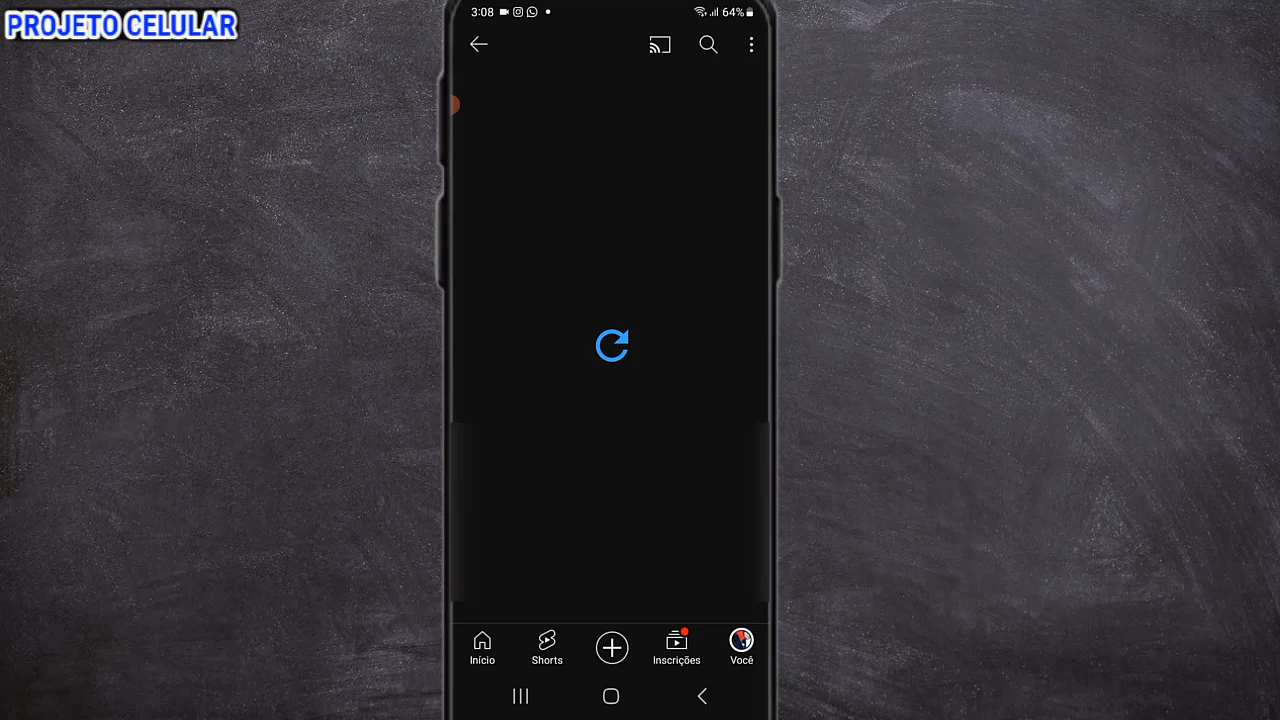 PROJETO CELULAR
3:08
64%
Início
Shorts
Inscrições
Você